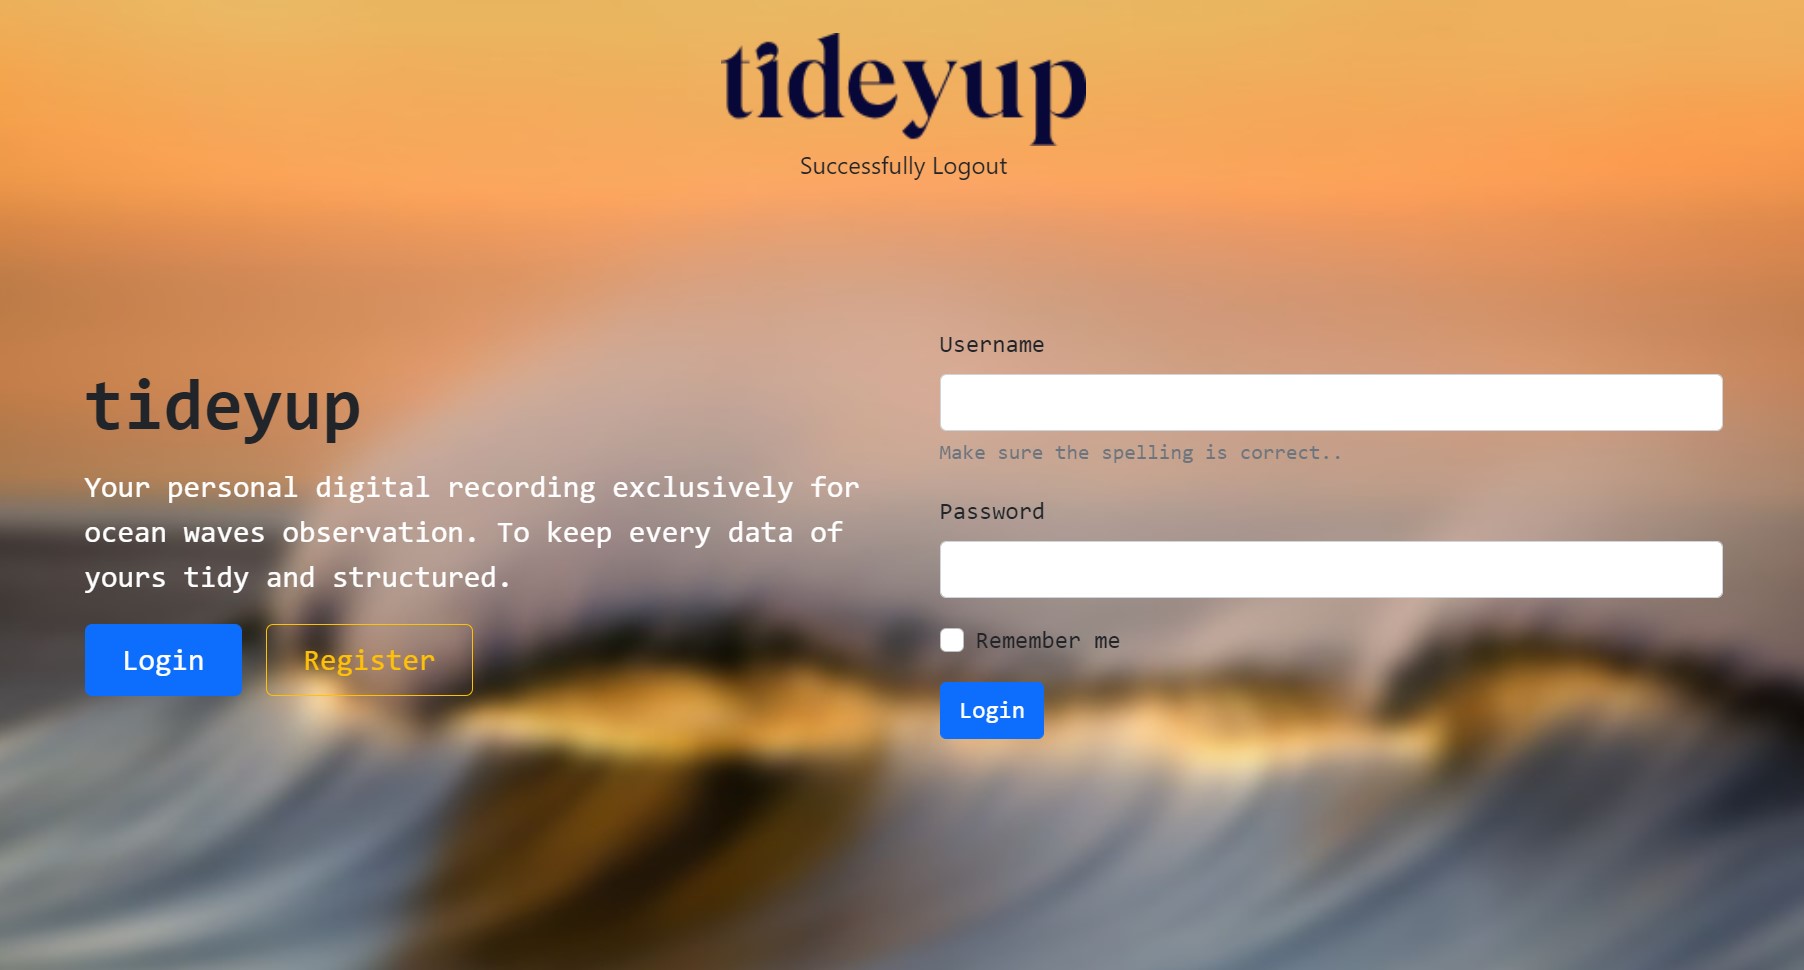 tideyup
Successfully Logout
tideyup
Your personal digital recording exclusively for
ocean waves observation. To keep every data of
yours tidy and structured.
Login
Register
Username
Make sure the spelling is correct..
Password
Remember me
Login